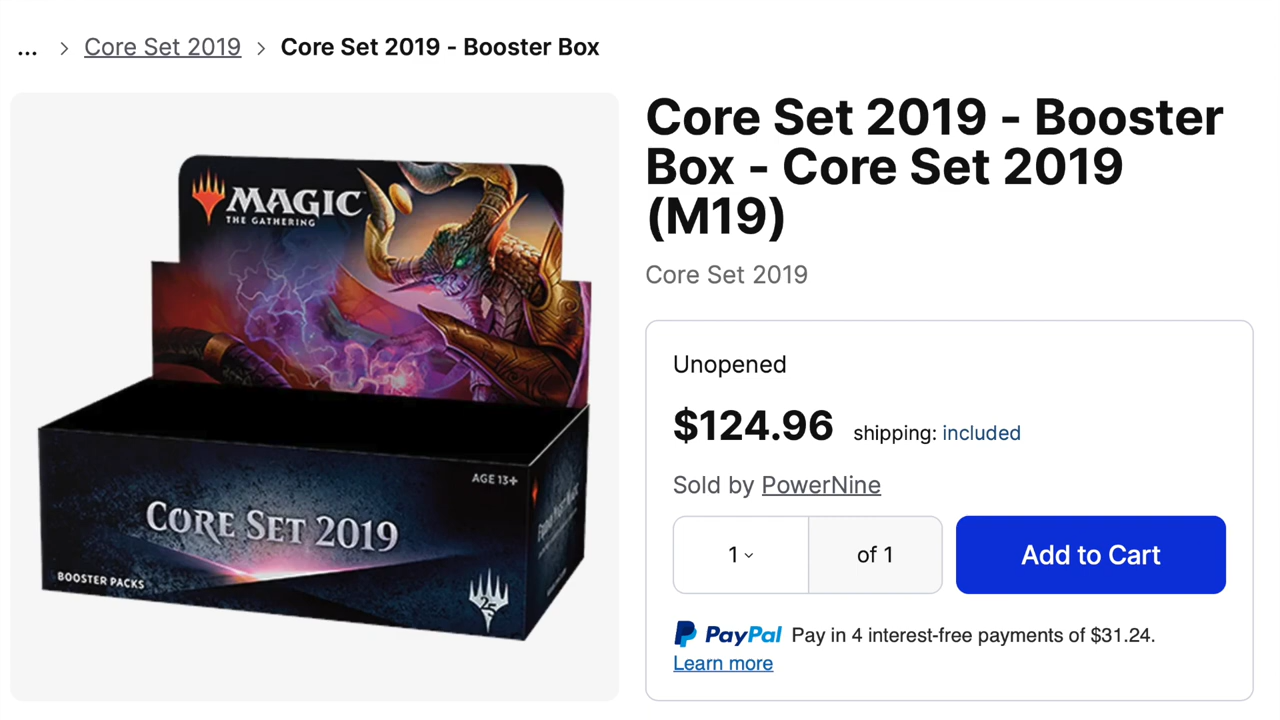 ... > Core Set 2019 > Core Set 2019 - Booster Box
MAGIC
THE GATHERING
AGE 13+
CORE SET 2019
BOOSTER PACKS
25
Core Set 2019 - Booster
Box - Core Set 2019
(M19)
Core Set 2019
Unopened
$124.96 shipping: included
Sold by PowerNine
1 of 1 Add to Cart
PayPal Pay in 4 interest-free payments of $31.24.
Learn more